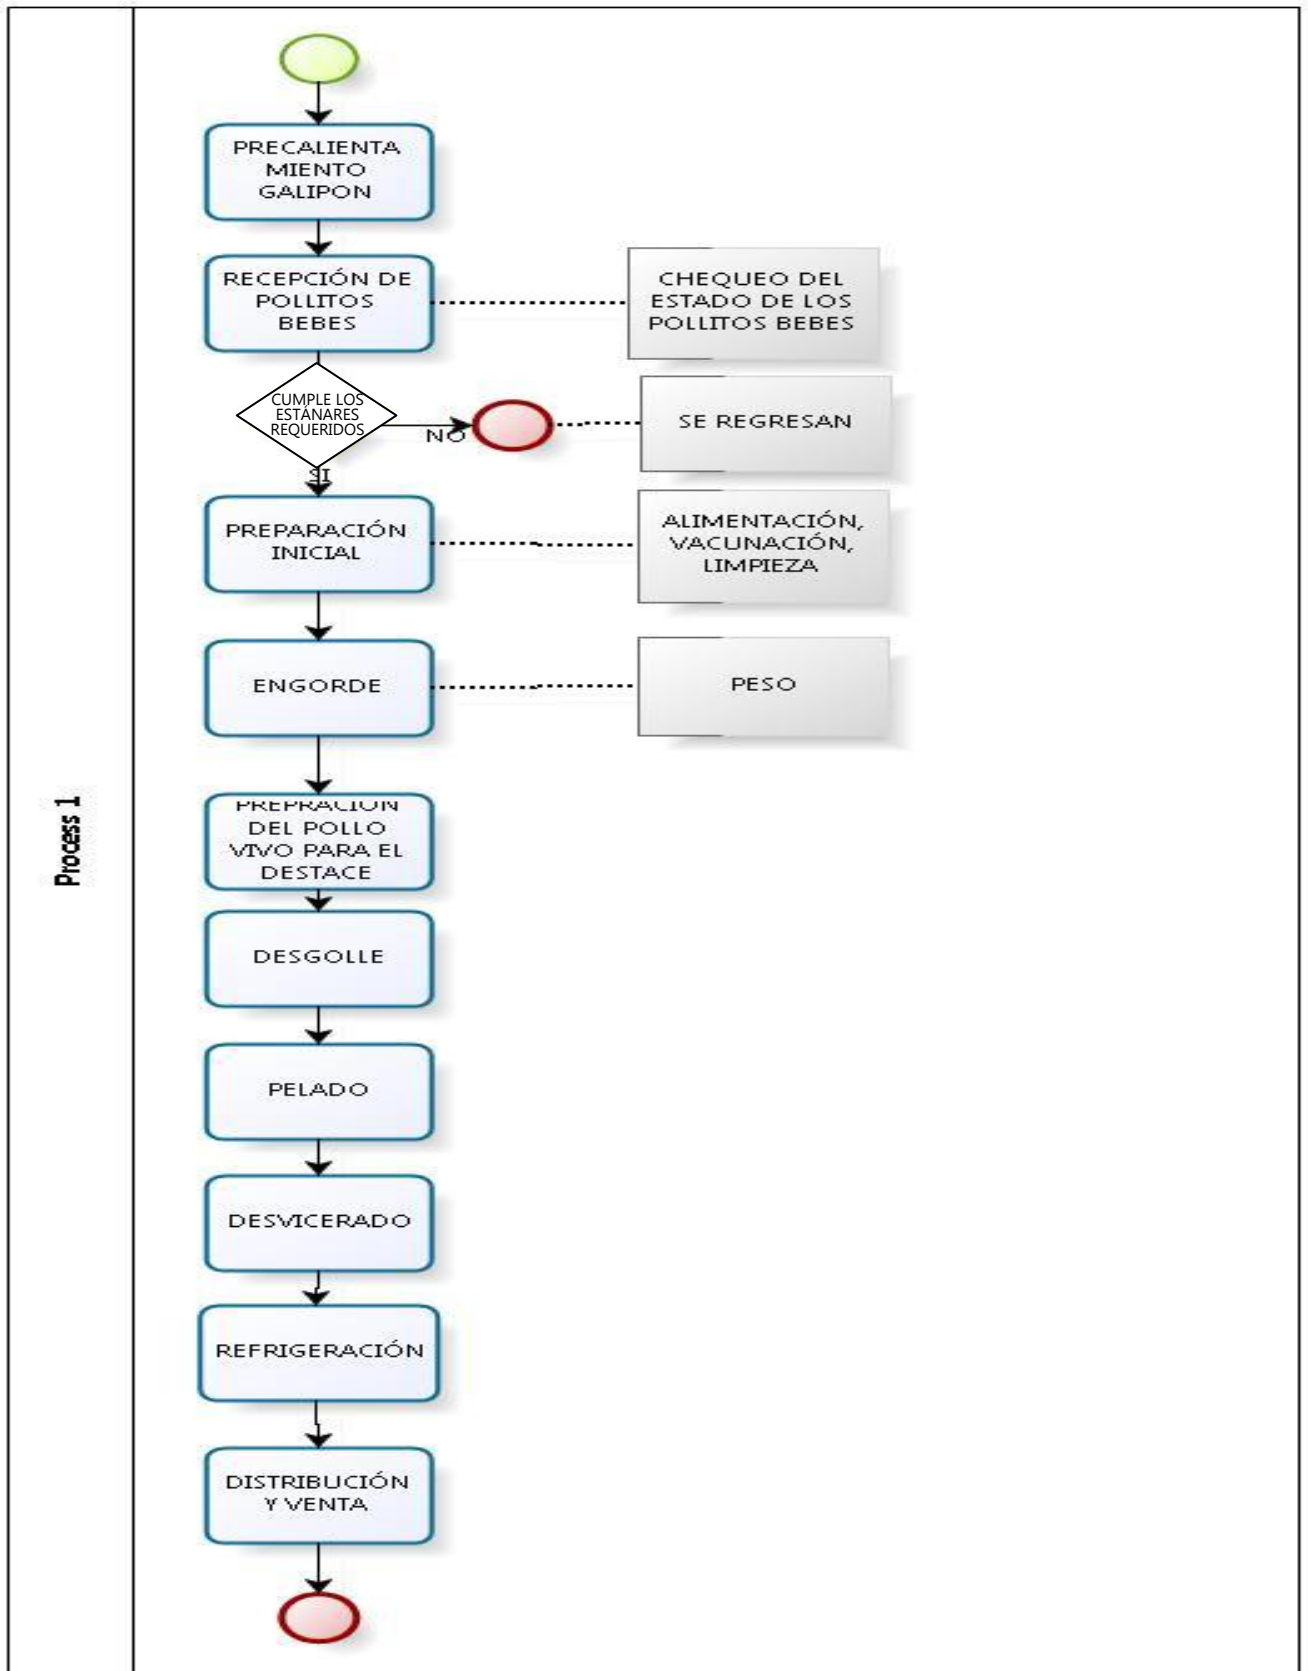 PRECALIENTA
MIENTO
GALIPON
RECEPCIÓN DE
POLLITOS
BEBES
CHEQUEO DEL
ESTADO DE LOS
POLLITOS BEBES
CUMPLE LOS
ESTÁNARES
REQUERIDOS
NO
SE REGRESAN
SI
PREPARACIÓN
INICIAL
ALIMENTACIÓN,
VACUNACIÓN,
LIMPIEZA
ENGORDE
PESO
Process 1
PREPRACION
DEL POLLO
VIVO PARA EL
DESTACE
DESGOLLE
PELADO
DESVICERADO
REFRIGERACIÓN
DISTRIBUCIÓN
Y VENTA